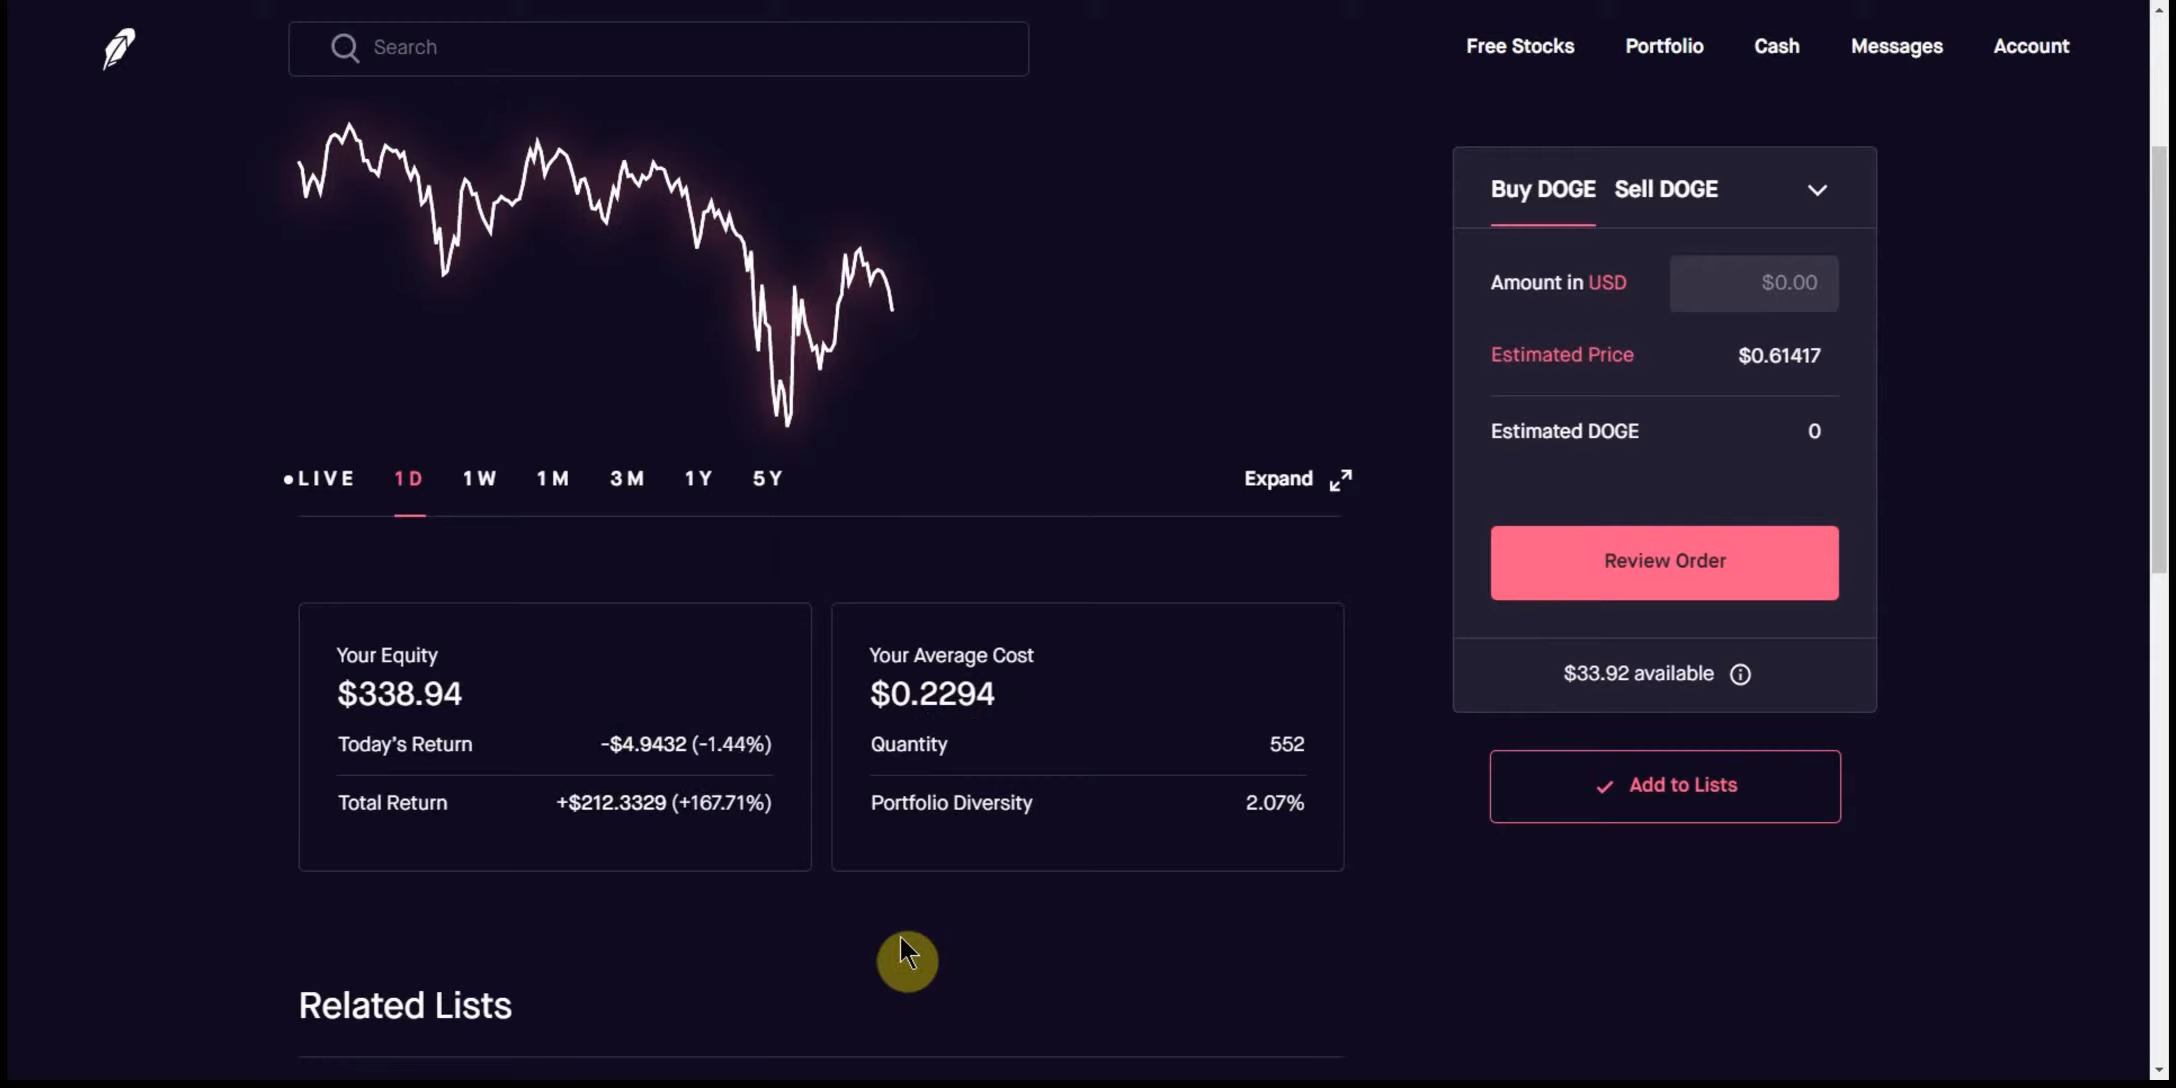 Search
Free Stocks Portfolio Cash Messages Account
Buy DOGE Sell DOGE
Amount in USD $0.00
Estimated Price $0.61417
Estimated DOGE 0
Review Order
$33.92 available
Add to Lists
LIVE 1D 1W 1M 3M 1Y 5Y Expand
Your Equity
$338.94
Today's Return -$4.9432 (-1.44%)
Total Return +$212.3329 (+167.71%)
Your Average Cost
$0.2294
Quantity 552
Portfolio Diversity 2.07%
Related Lists